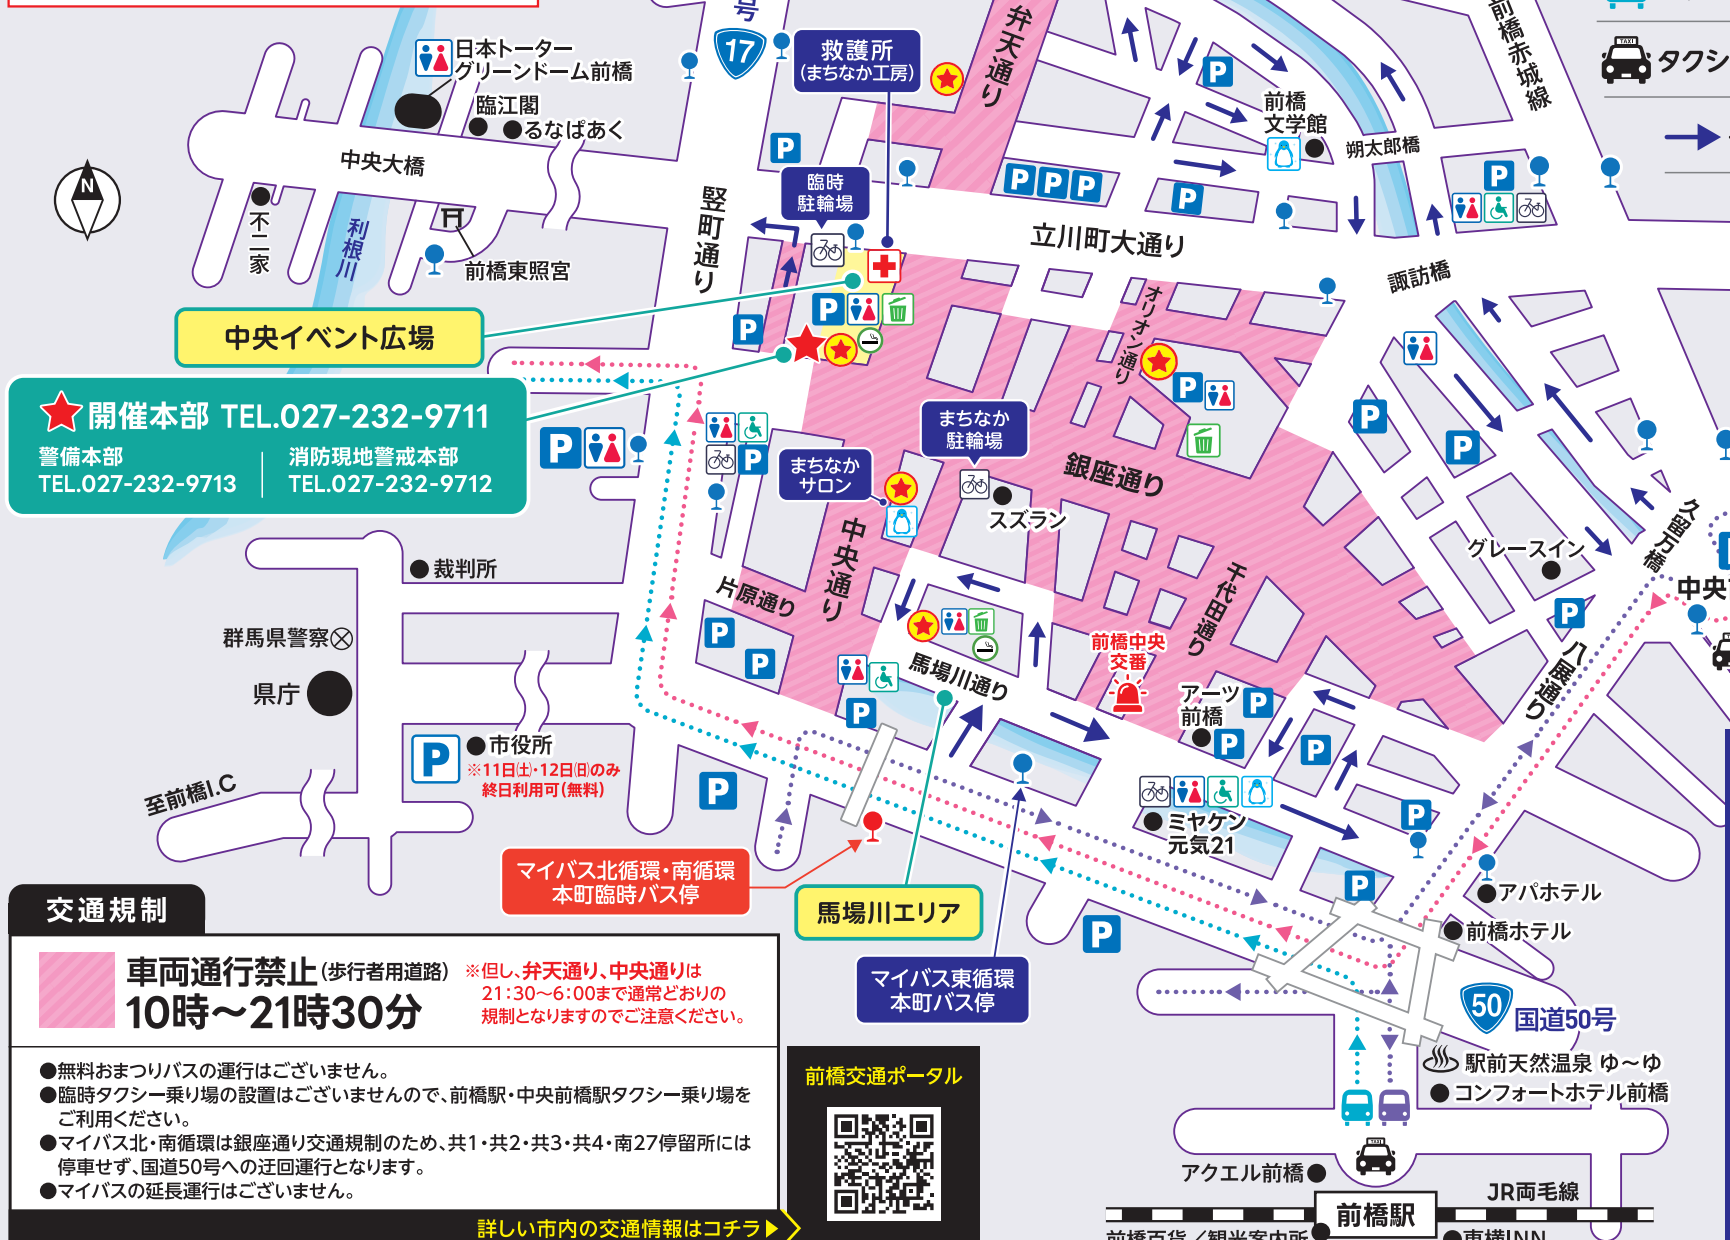 号
17
日本トーター
グリーンドーム前橋
臨江閣
るなぱあく
中央大橋
N
不二家
利根川
前橋東照宮
救護所
(まちなか工房)
弁天通り
P
臨時
駐輪場
竪町通り
P P P
P
P
前橋
文学館
朔太郎橋
前橋赤城線
TAXI
タクシ
P
立川町大通り
諏訪橋
中央イベント広場
P
P
オリオン通り
P
開催本部 TEL.027-232-9711
警備本部
TEL.027-232-9713
消防現地警戒本部
TEL.027-232-9712
P
P
まちなか
駐輪場
まちなか
サロン
スズラン
銀座通り
P
P
久留万橋
グレースイン
中央
中央通り
片原通り
裁判所
群馬県警察
県庁
P
P
馬場川通り
前橋中央
交番
千代田通り
アーツ
前橋
P
P
P
P
八展通り
P
市役所
※11日(土)・12日(日)のみ
終日利用可(無料)
P
P
至前橋I.C
P
ミヤケン
元気21
P
P
マイバス北循環・南循環
本町臨時バス停
馬場川エリア
P
アパホテル
前橋ホテル
マイバス東循環
本町バス停
50
国道50号
駅前天然温泉 ゆ〜ゆ
コンフォートホテル前橋
TAXI
アクエル前橋
JR両毛線
前橋駅
前橋百貨/観光案内所
東横INN
交通規制
車両通行禁止(歩行者用道路)
10時〜21時30分
※但し、弁天通り、中央通りは
21:30〜6:00まで通常どおりの
規制となりますのでご注意ください。
●無料おまつりバスの運行はございません。
●臨時タクシー乗り場の設置はございませんので、前橋駅・中央前橋駅タクシー乗り場を
ご利用ください。
●マイバス北・南循環は銀座通り交通規制のため、共1・共2・共3・共4・南27停留所には
停車せず、国道50号への迂回運行となります。
●マイバスの延長運行はございません。
詳しい市内の交通情報はコチラ
前橋交通ポータル